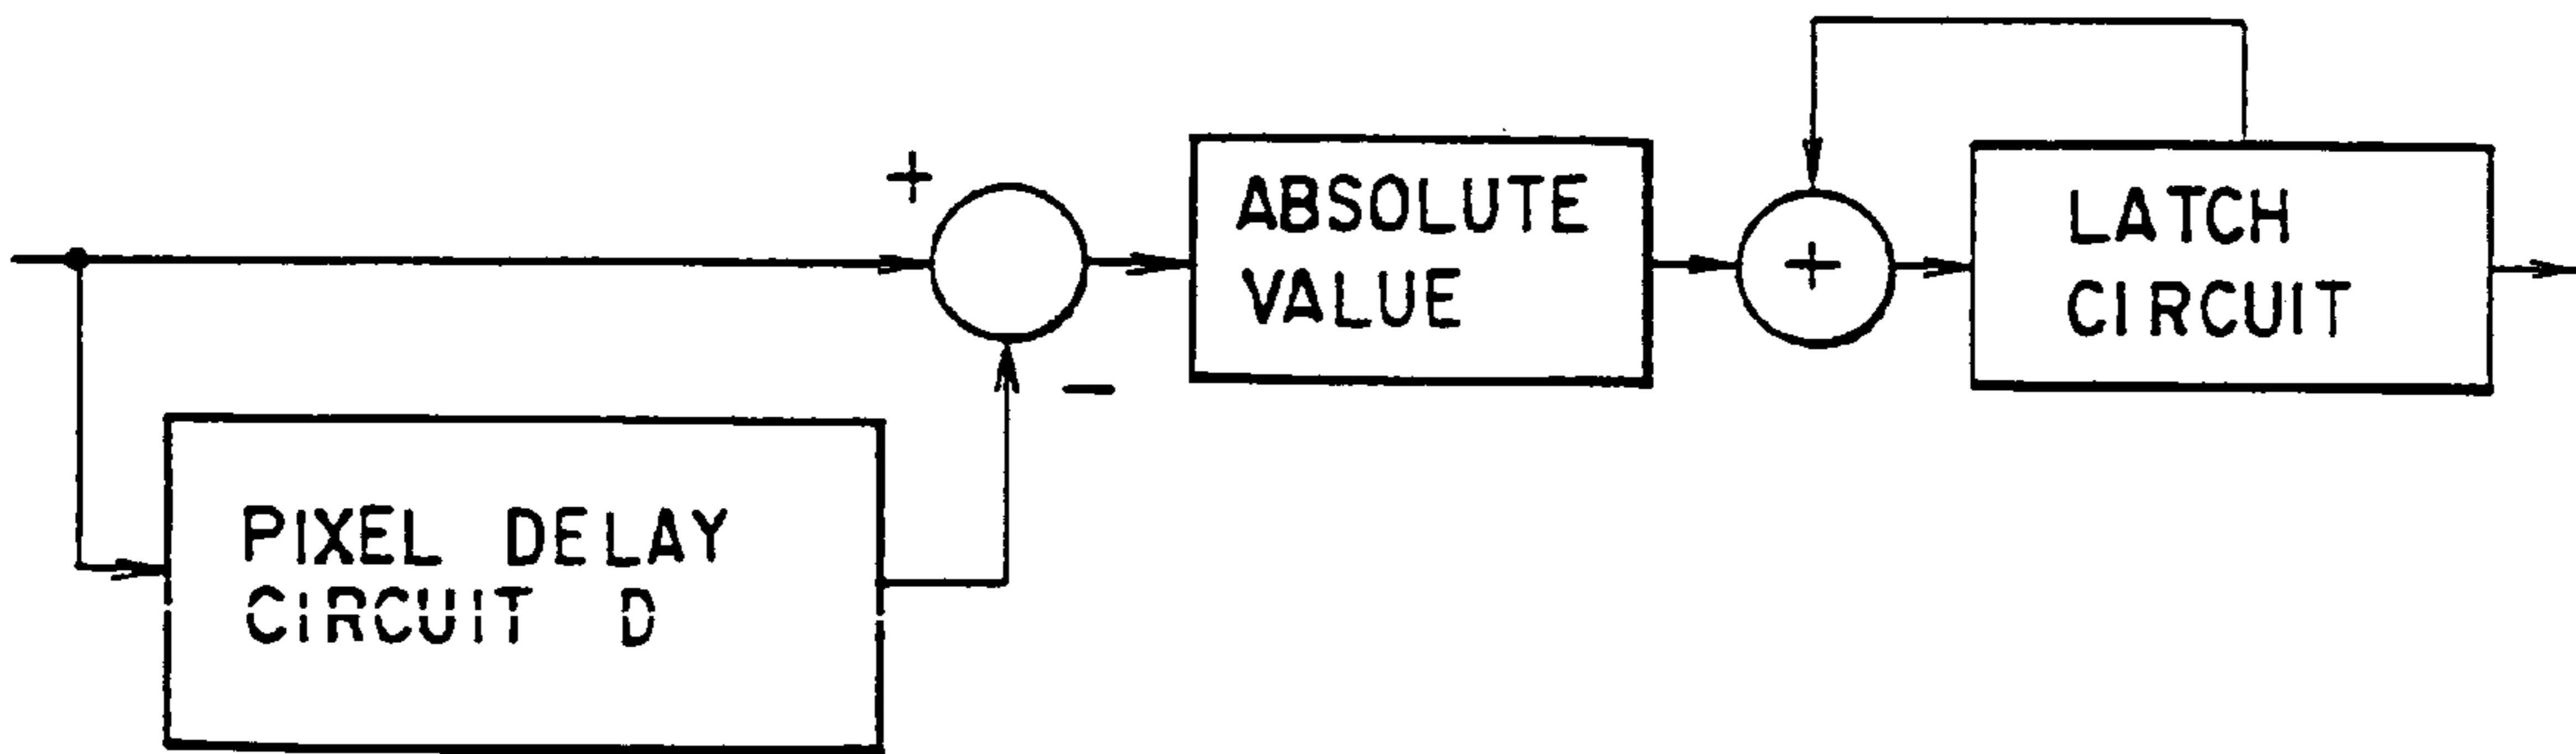 +
ABSOLUTE
VALUE
+
LATCH
CIRCUIT
−
PIXEL DELAY
CIRCUIT D